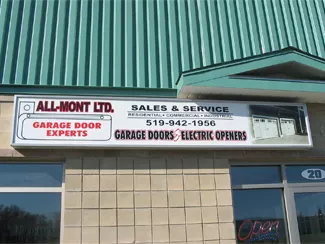 ALL-MONT LTD.
GARAGE DOOR
EXPERTS
SALES & SERVICE
RESIDENTIAL • COMMERCIAL • INDUSTRIAL
519-942-1956
GARAGE DOORS & ELECTRIC OPENERS
20
Open